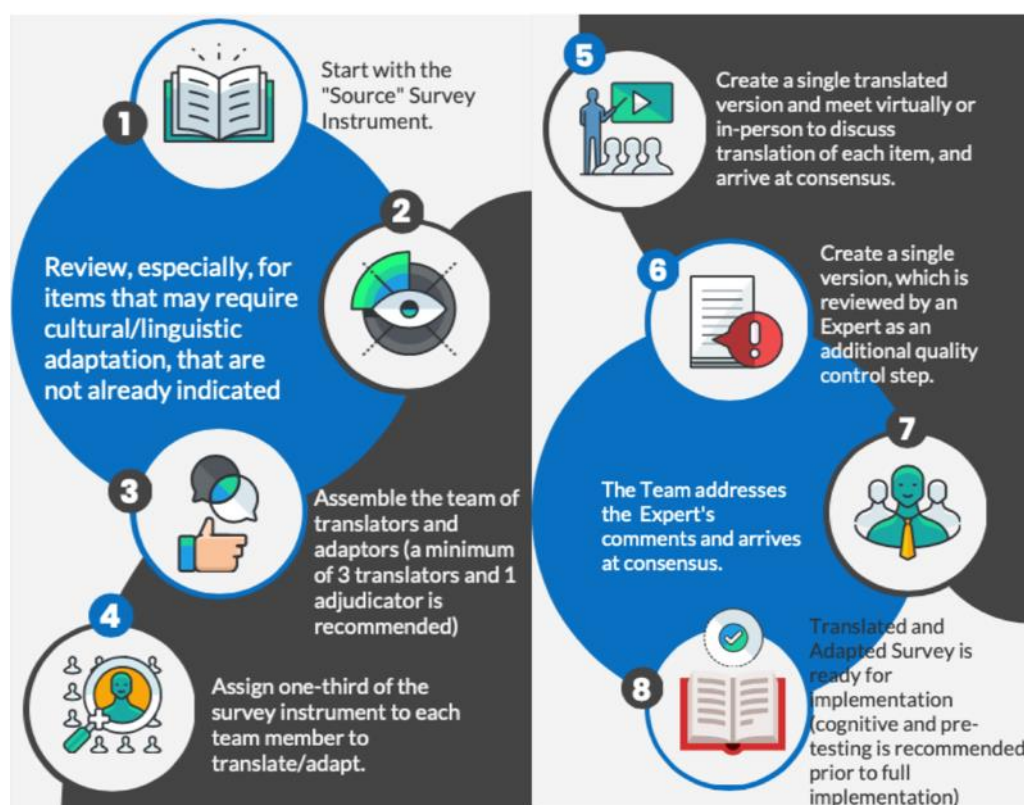 1
Start with the
"Source" Survey
Instrument.
2
Review, especially, for
items that may require
cultural/linguistic
adaptation, that are
not already indicated
3
Assemble the team of
translators and
adaptors (a minimum
of 3 translators and 1
adjudicator is
recommended)
4
Assign one-third of the
survey instrument to each
team member to
translate/adapt.
5
Create a single translated
version and meet virtually or
in-person to discuss
translation of each item, and
arrive at consensus.
6
Create a single
version, which is
reviewed by an
Expert as an
additional quality
control step.
7
The Team addresses
the Expert's
comments and arrives
at consensus.
8
Translated and
Adapted Survey is
ready for
implementation
(cognitive and pre-
testing is recommended
prior to full
implementation)